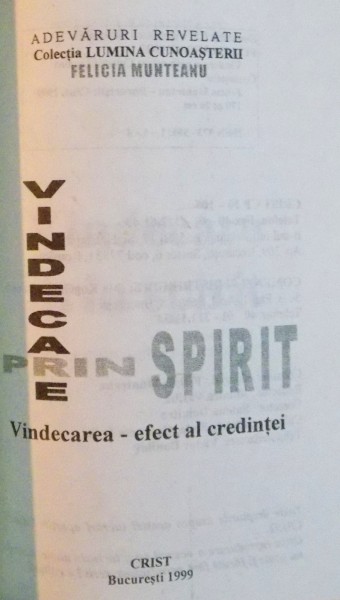 ADEVĂRURI REVELATE
Colecția LUMINA CUNOAȘTERII
FELICIA MUNTEANU
VINDECARE
PRIN SPIRIT
Vindecarea - efect al credinței
CRIST
București 1999